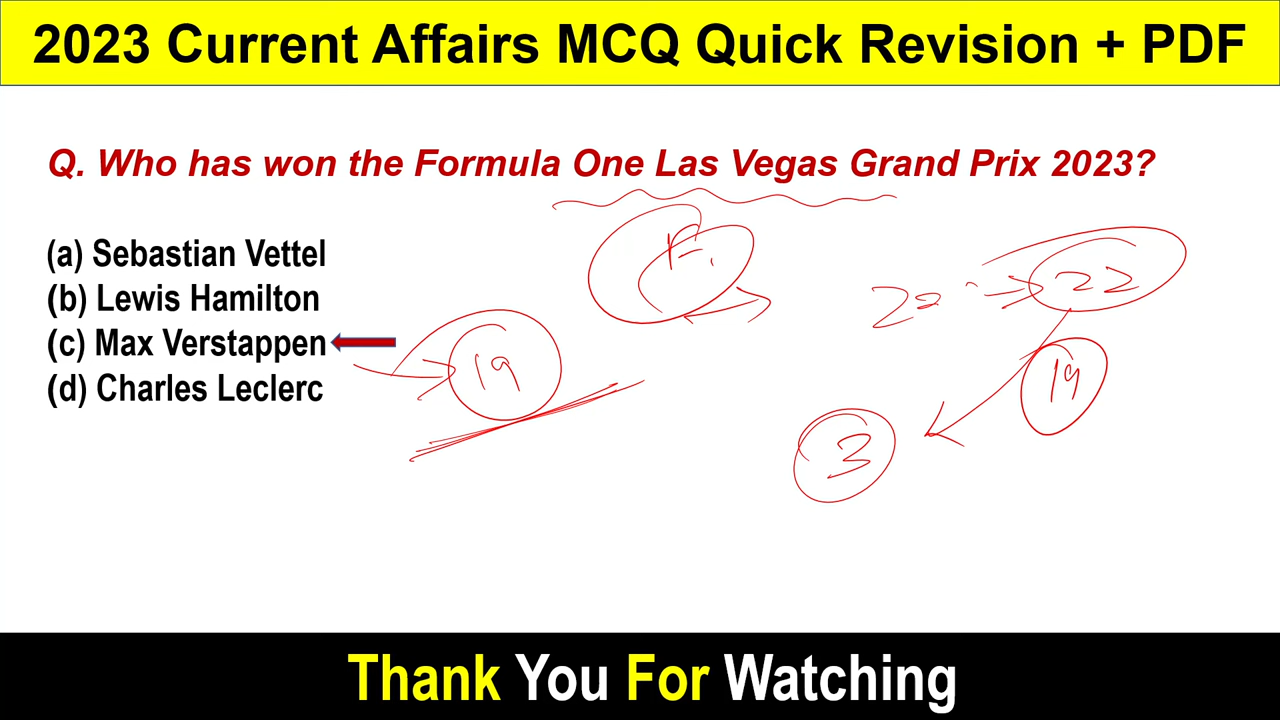 2023 Current Affairs MCQ Quick Revision + PDF
Q. Who has won the Formula One Las Vegas Grand Prix 2023?
(a) Sebastian Vettel
(b) Lewis Hamilton
(c) Max Verstappen
(d) Charles Leclerc
22
19
19
3
Thank You For Watching